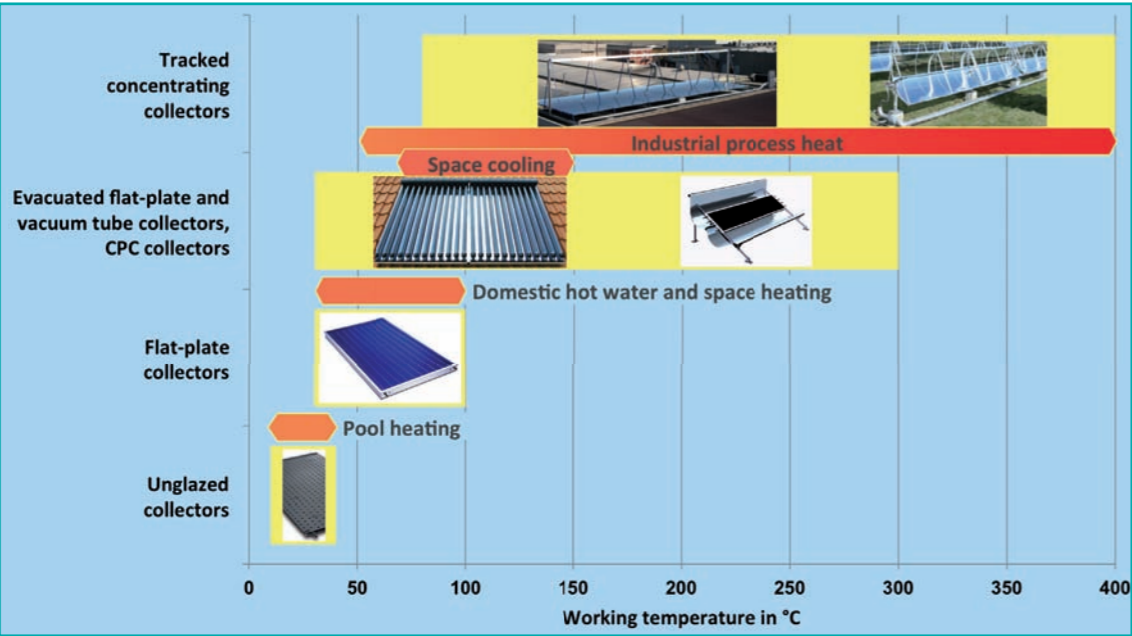 Tracked
concentrating
collectors
Industrial process heat
Space cooling
Evacuated flat-plate and
vacuum tube collectors,
CPC collectors
Domestic hot water and space heating
Flat-plate
collectors
Pool heating
Unglazed
collectors
0 50 100 150 200 250 300 350 400
Working temperature in °C